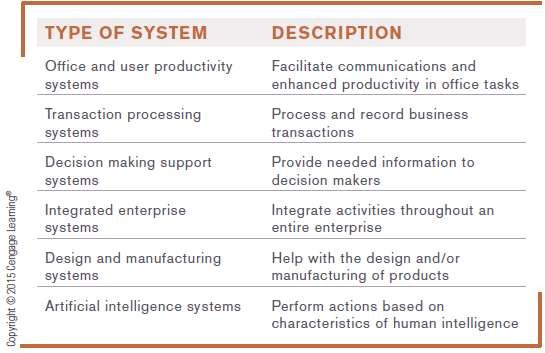 TYPE OF SYSTEM DESCRIPTION
Office and user productivity Facilitate communications and
systems enhanced productivity in office tasks
Transaction processing Process and record business
systems transactions
Decision making support Provide needed information to
systems decision makers
Integrated enterprise Integrate activities throughout an
systems entire enterprise
Design and manufacturing Help with the design and/or
systems manufacturing of products
Artificial intelligence systems Perform actions based on
characteristics of human intelligence
Copyright © 2015 Cengage Learning®